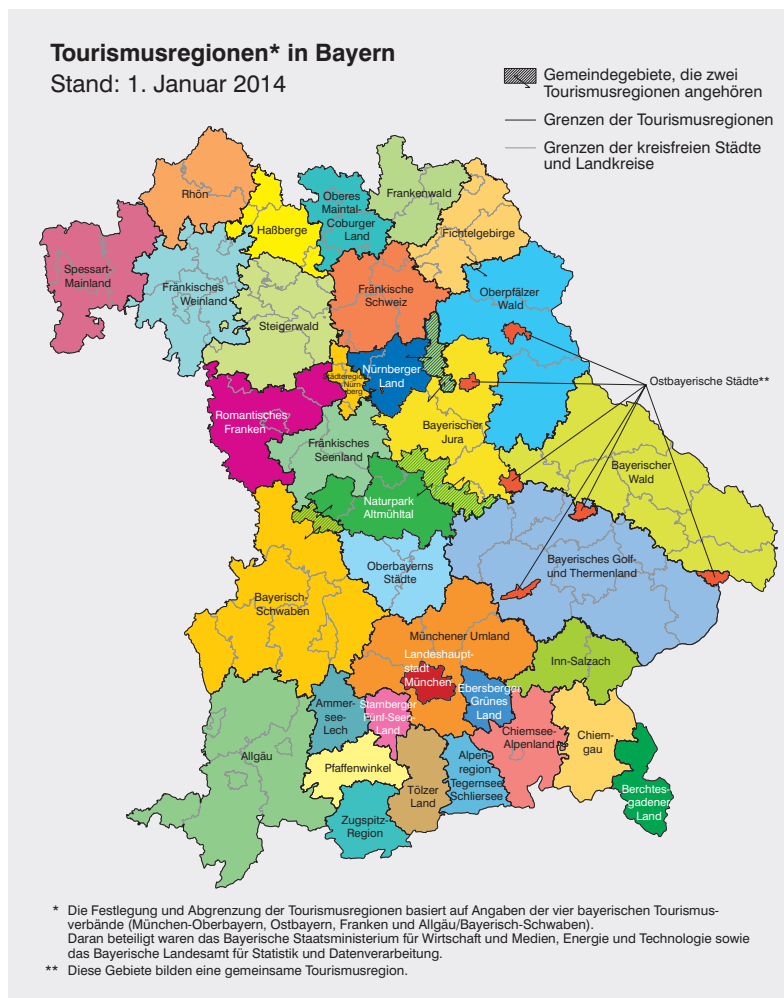 Tourismusregionen* in Bayern
Stand: 1. Januar 2014
Gemeindegebiete, die zwei
Tourismusregionen angehören
Grenzen der Tourismusregionen
Grenzen der kreisfreien Städte
und Landkreise
Rhön
Oberes
Maintal-
Coburger
Land
Frankenwald
Haßberge
Fichtelgebirge
Spessart-
Mainland
Fränkisches
Weinland
Fränkische
Schweiz
Oberpfälzer
Wald
Steigerwald
Städteregion
Nürn-
berg
Nürnberger
Land
Ostbayerische Städte**
Romantisches
Franken
Bayerischer
Jura
Fränkisches
Seenland
Bayerischer
Wald
Naturpark
Altmühltal
Oberbayerns
Städte
Bayerisches Golf-
und Thermenland
Bayerisch-
Schwaben
Münchener Umland
Landeshaupt-
stadt
München
Inn-Salzach
Ebersberger
Grünes
Land
Ammer-
see-
Lech
Starnberger
Fünf-Seen-
Land
Chiemsee-
Alpenland
Chiem-
gau
Allgäu
Pfaffenwinkel
Tölzer
Land
Alpen-
region
Tegernsee
Schliersee
Berchtes-
gadener
Land
Zugspitz-
Region
* Die Festlegung und Abgrenzung der Tourismusregionen basiert auf Angaben der vier bayerischen Tourismus-
verbände (München-Oberbayern, Ostbayern, Franken und Allgäu/Bayerisch-Schwaben).
Daran beteiligt waren das Bayerische Staatsministerium für Wirtschaft und Medien, Energie und Technologie sowie
das Bayerische Landesamt für Statistik und Datenverarbeitung.
** Diese Gebiete bilden eine gemeinsame Tourismusregion.